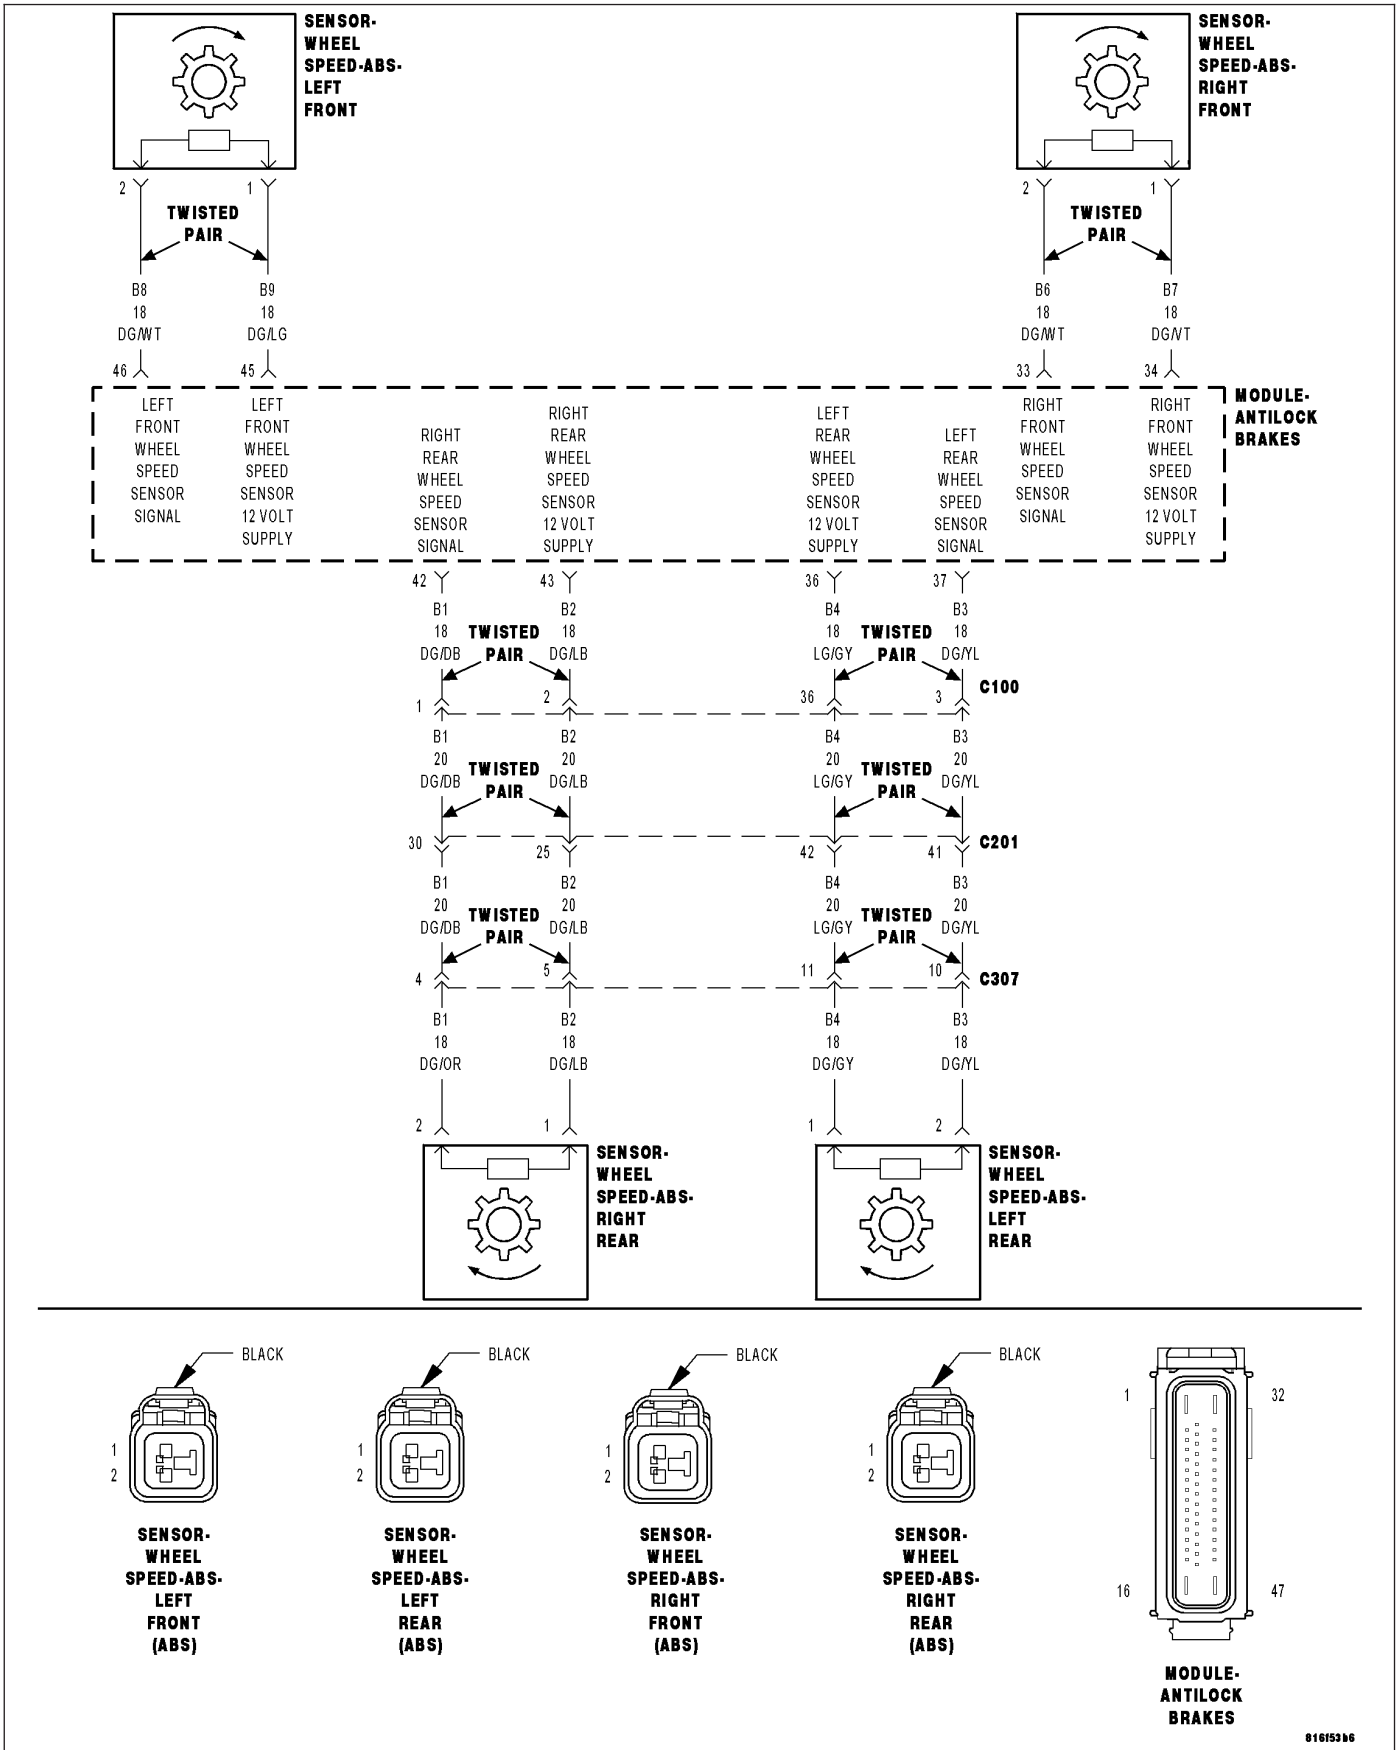 SENSOR-
WHEEL
SPEED-ABS-
LEFT
FRONT
SENSOR-
WHEEL
SPEED-ABS-
RIGHT
FRONT
2 1
2 1
TWISTED
PAIR
TWISTED
PAIR
B8 B9
18 18
DG/WT DG/LG
46 45
B6 B7
18 18
DG/WT DG/VT
33 34
MODULE-
ANTILOCK
BRAKES
LEFT
FRONT
WHEEL
SPEED
SENSOR
SIGNAL
LEFT
FRONT
WHEEL
SPEED
SENSOR
12 VOLT
SUPPLY
RIGHT
REAR
WHEEL
SPEED
SENSOR
SIGNAL
RIGHT
REAR
WHEEL
SPEED
SENSOR
12 VOLT
SUPPLY
LEFT
REAR
WHEEL
SPEED
SENSOR
12 VOLT
SUPPLY
LEFT
REAR
WHEEL
SPEED
SENSOR
SIGNAL
RIGHT
FRONT
WHEEL
SPEED
SENSOR
SIGNAL
RIGHT
FRONT
WHEEL
SPEED
SENSOR
12 VOLT
SUPPLY
42 43 36 37
B1 B2 B4 B3
18 TWISTED 18 18 TWISTED 18
DG/DB PAIR DG/LB LG/GY PAIR DG/YL
1 2 36 3 C100
B1 B2 B4 B3
20 TWISTED 20 20 TWISTED 20
DG/DB PAIR DG/LB LG/GY PAIR DG/YL
30 25 42 41 C201
B1 B2 B4 B3
20 TWISTED 20 20 TWISTED 20
DG/DB PAIR DG/LB LG/GY PAIR DG/YL
4 5 11 10 C307
B1 B2 B4 B3
18 18 18 18
DG/OR DG/LB DG/GY DG/YL
2 1 1 2
SENSOR-
WHEEL
SPEED-ABS-
RIGHT
REAR
SENSOR-
WHEEL
SPEED-ABS-
LEFT
REAR
BLACK
1
2
SENSOR-
WHEEL
SPEED-ABS-
LEFT
FRONT
(ABS)
BLACK
1
2
SENSOR-
WHEEL
SPEED-ABS-
LEFT
REAR
(ABS)
BLACK
1
2
SENSOR-
WHEEL
SPEED-ABS-
RIGHT
FRONT
(ABS)
BLACK
1
2
SENSOR-
WHEEL
SPEED-ABS-
RIGHT
REAR
(ABS)
1 32
16 47
MODULE-
ANTILOCK
BRAKES
816f53b6